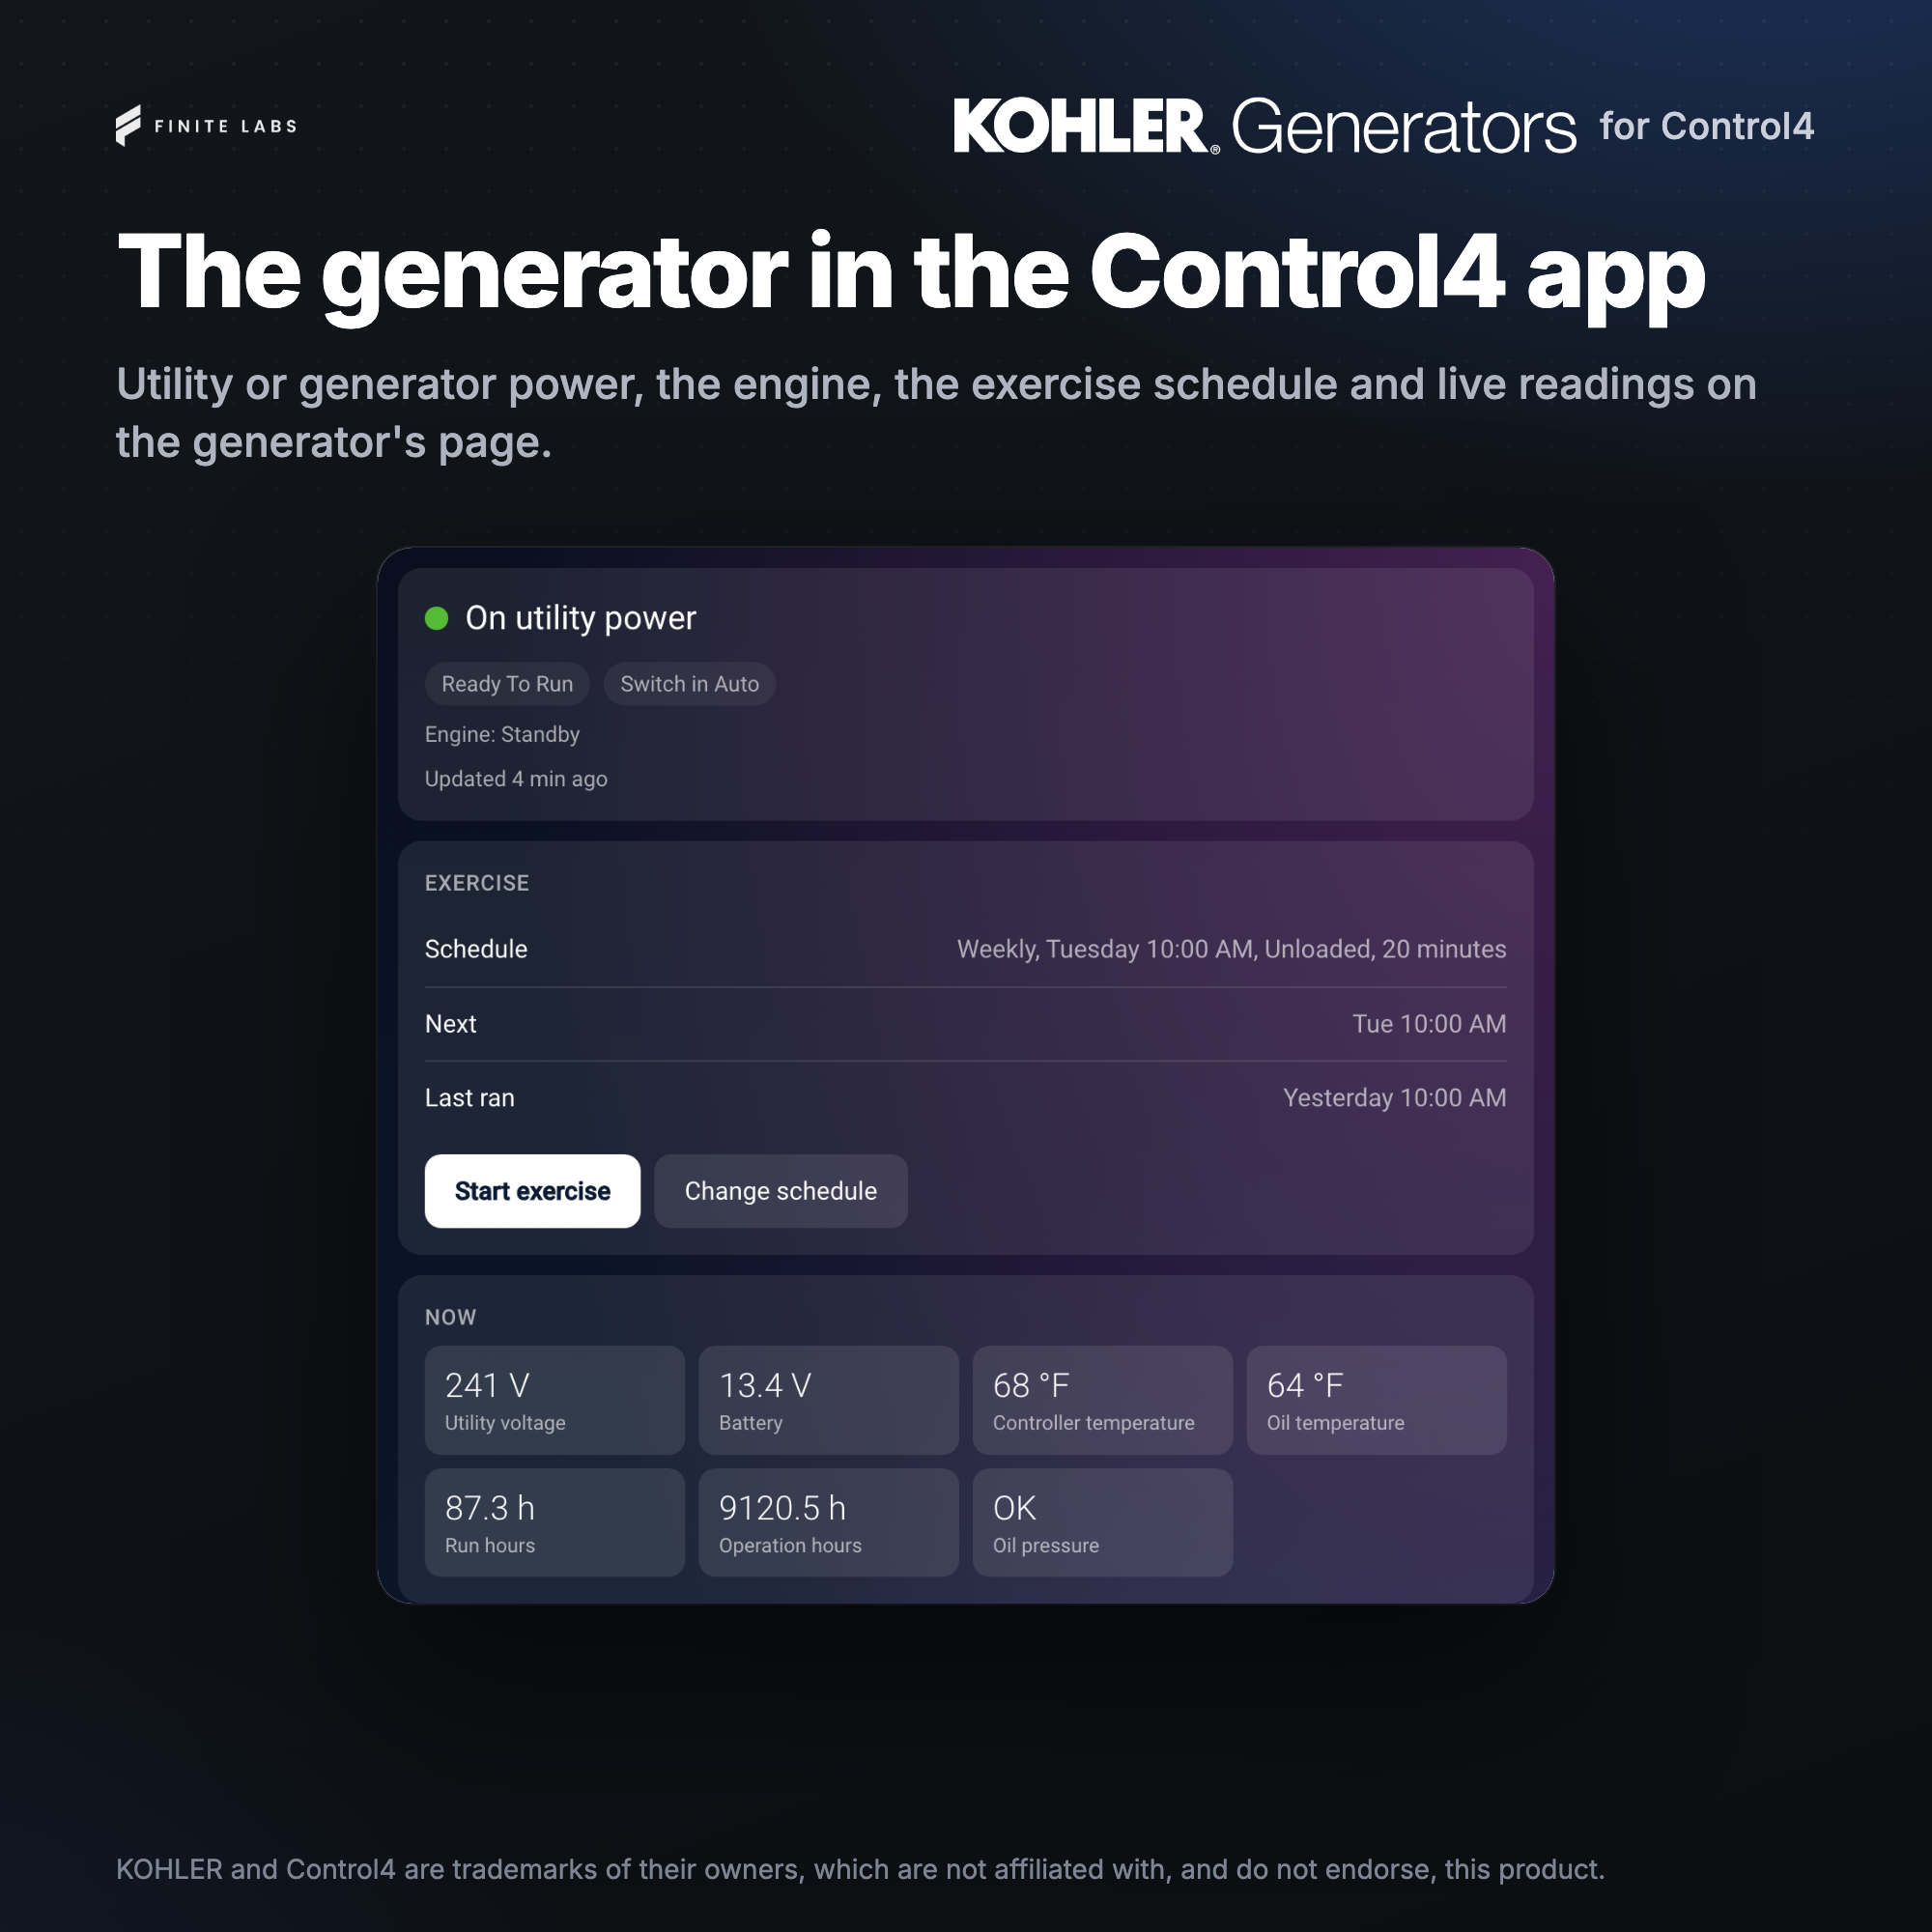 FINITE LABS
KOHLER® Generators for Control4
The generator in the Control4 app
Utility or generator power, the engine, the exercise schedule and live readings on
the generator's page.
On utility power
Ready To Run Switch in Auto
Engine: Standby
Updated 4 min ago
EXERCISE
Schedule Weekly, Tuesday 10:00 AM, Unloaded, 20 minutes
Next Tue 10:00 AM
Last ran Yesterday 10:00 AM
Start exercise Change schedule
NOW
241 V 13.4 V 68 °F 64 °F
Utility voltage Battery Controller temperature Oil temperature
87.3 h 9120.5 h OK
Run hours Operation hours Oil pressure
KOHLER and Control4 are trademarks of their owners, which are not affiliated with, and do not endorse, this product.